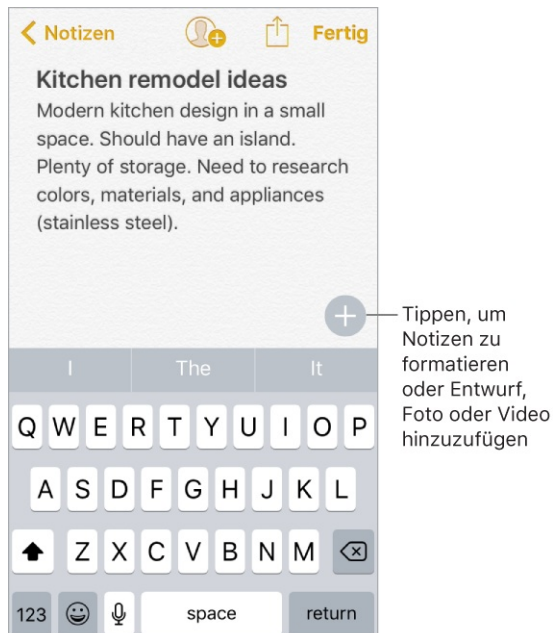 Notizen Fertig
Kitchen remodel ideas
Modern kitchen design in a small
space. Should have an island.
Plenty of storage. Need to research
colors, materials, and appliances
(stainless steel).
Tippen, um
Notizen zu
formatieren
oder Entwurf,
Foto oder Video
hinzuzufügen
I The It
Q W E R T Y U I O P
A S D F G H J K L
Z X C V B N M
123 space return